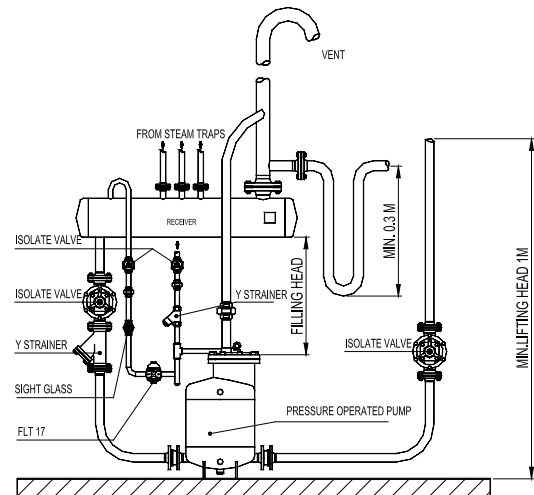 VENT
FROM STEAM TRAPS
RECEIVER
MIN. 0.3 M
ISOLATE VALVE
FILLING HEAD
MIN.LIFTING HEAD 1M
ISOLATE VALVE
Y STRAINER
Y STRAINER
ISOLATE VALVE
SIGHT GLASS
PRESSURE OPERATED PUMP
FLT 17